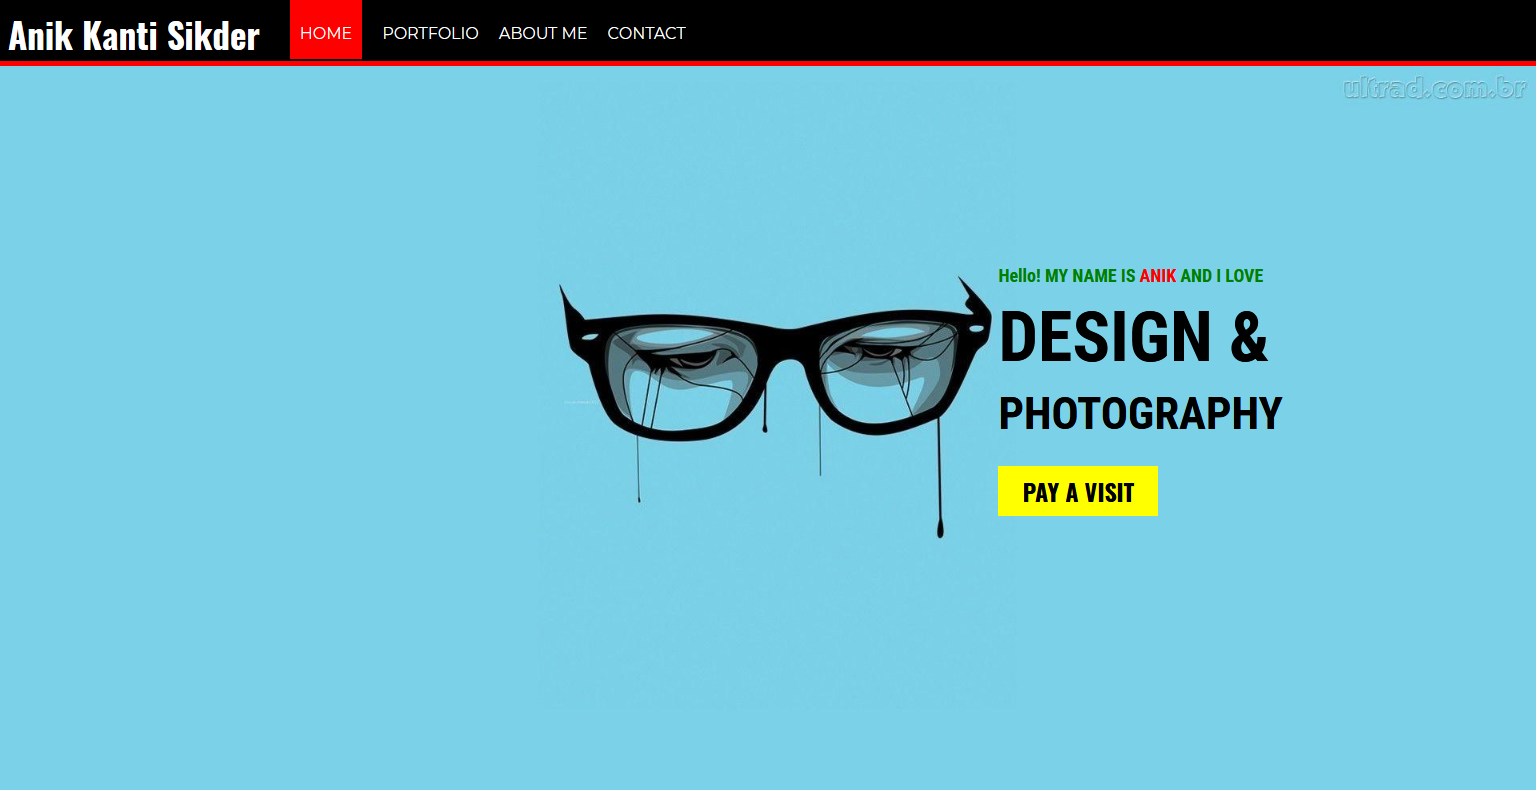 Anik Kanti Sikder
HOME PORTFOLIO ABOUT ME CONTACT
ultrad.com.br
Hello! MY NAME IS ANIK AND I LOVE
DESIGN &
PHOTOGRAPHY
PAY A VISIT